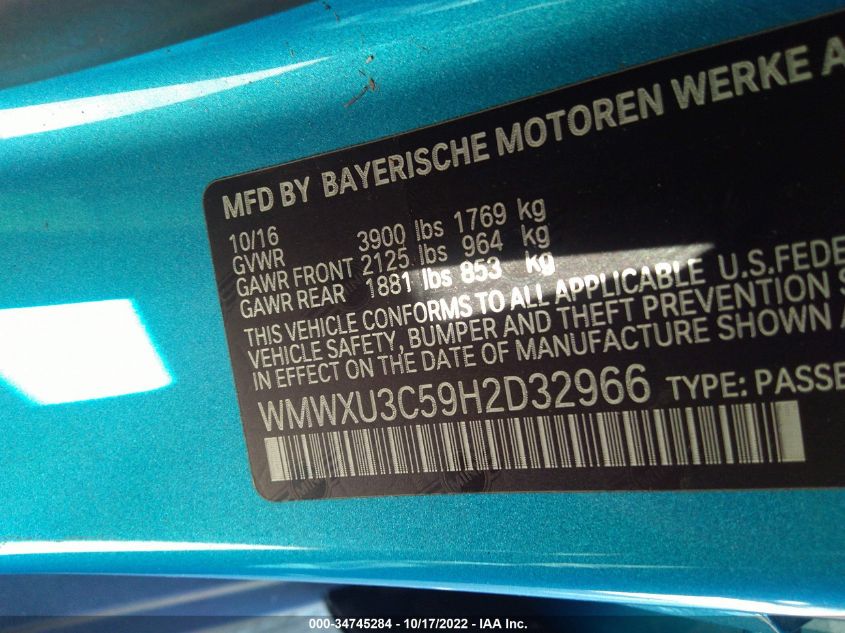 MFD BY BAYERISCHE MOTOREN WERKE A
10/16
GVWR 3900 lbs 1769 kg
GAWR FRONT 2125 lbs 964 kg
GAWR REAR 1881 lbs 853 kg
THIS VEHICLE CONFORMS TO ALL APPLICABLE U.S.FEDE
VEHICLE SAFETY, BUMPER AND THEFT PREVENTION S
IN EFFECT ON THE DATE OF MANUFACTURE SHOWN A
WMWXU3C59H2D32966 TYPE: PASSE
MINI
000-34745284 - 10/17/2022 - IAA Inc.